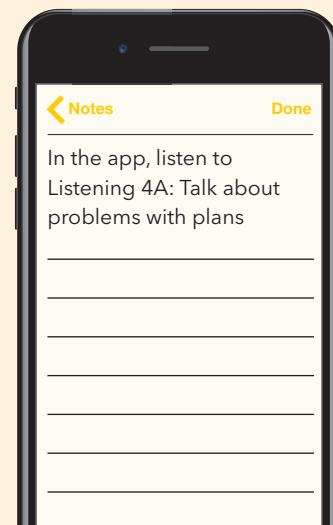 Notes
Done
In the app, listen to
Listening 4A: Talk about
problems with plans